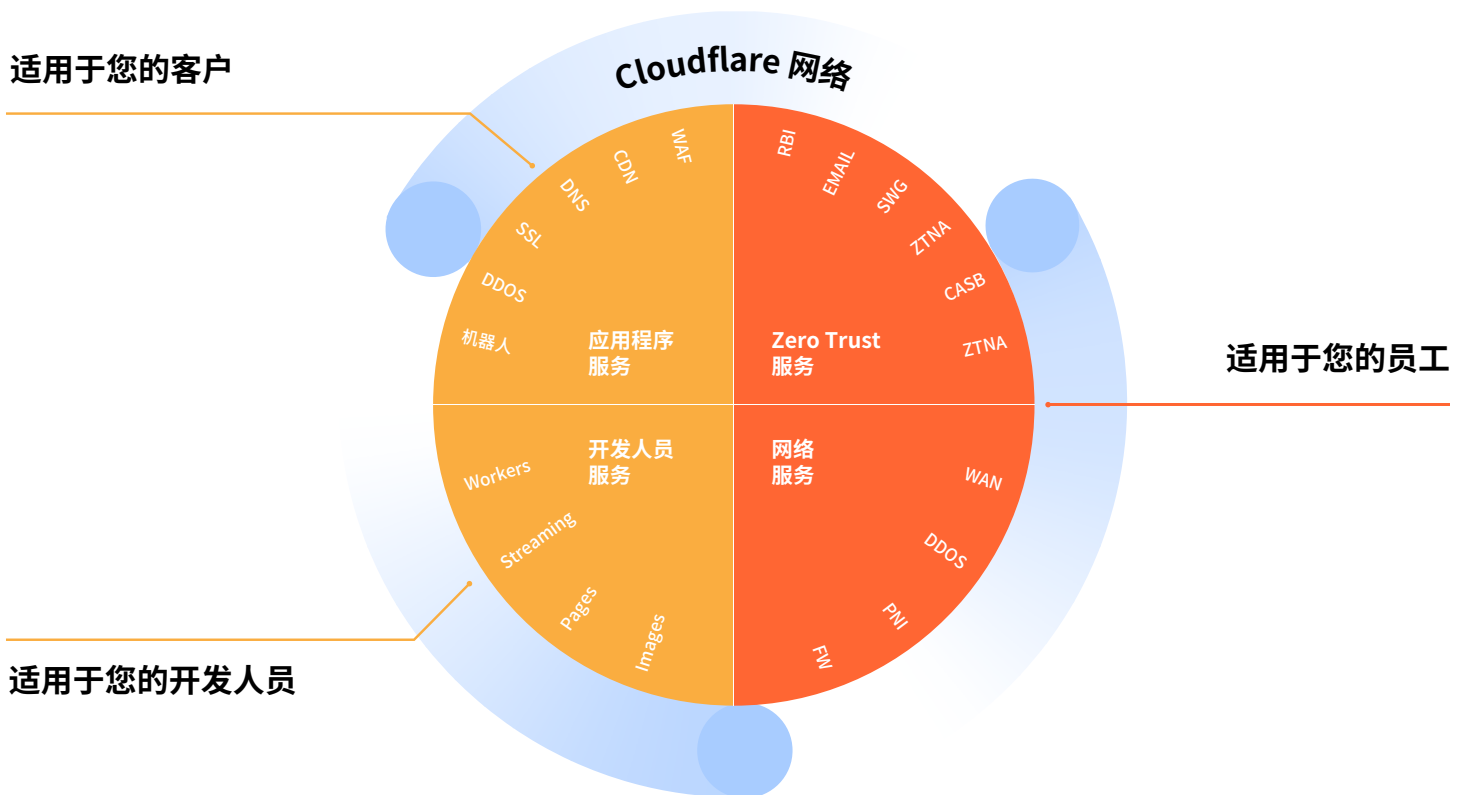 适用于您的客户
Cloudflare 网络
WAF
CDN
DNS
SSL
DDOS
机器人
应用程序
服务
RBI
EMAIL
SWG
ZTNA
CASB
ZTNA
Zero Trust
服务
适用于您的员工
开发人员
服务
Workers
Streaming
Pages
Images
网络
服务
WAN
DDOS
PNI
FW
适用于您的开发人员